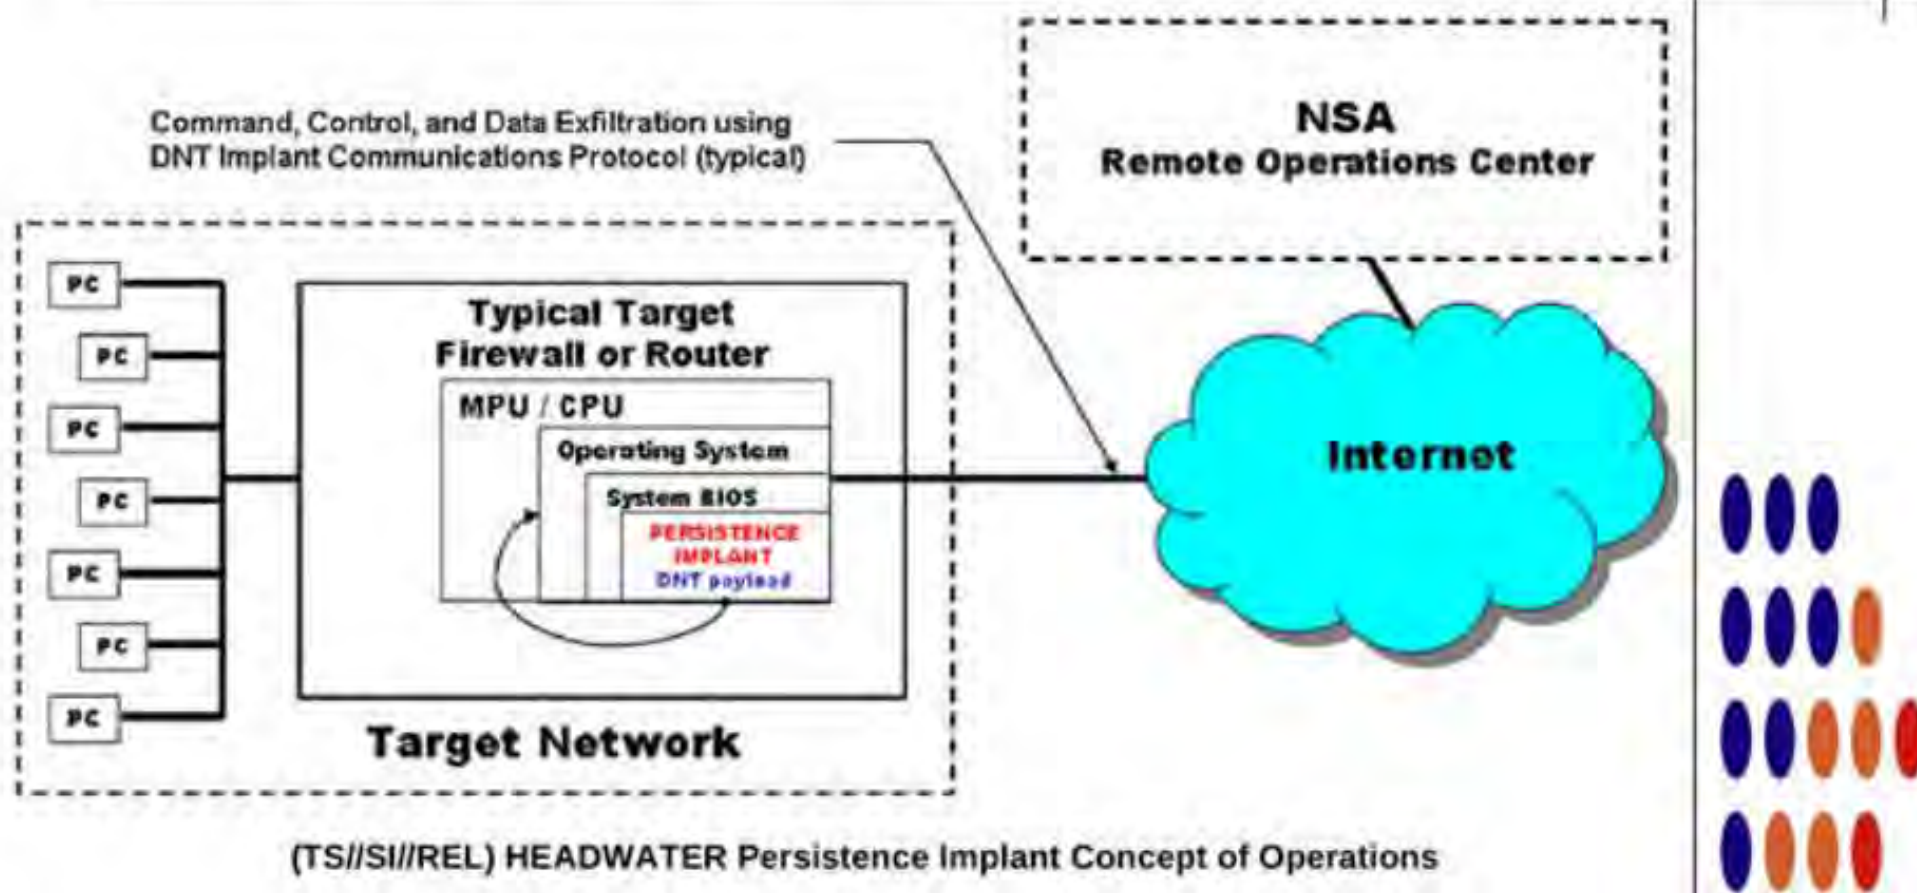 Command, Control, and Data Exfiltration using
DNT Implant Communications Protocol (typical)
NSA
Remote Operations Center
PC
PC
PC
PC
PC
PC
PC
Typical Target
Firewall or Router
MPU / CPU
Operating System
System BIOS
PERSISTENCE
IMPLANT
DNT payload
Internet
Target Network
(TS//SI//REL) HEADWATER Persistence Implant Concept of Operations